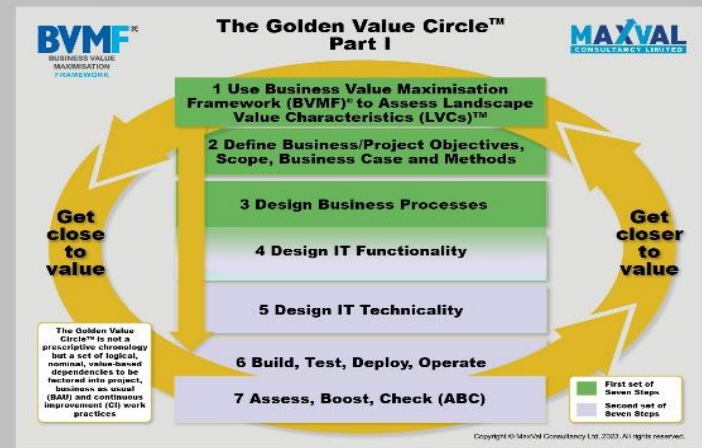 The Golden Value Circle™
Part I
BVMF®
BUSINESS VALUE
MAXIMISATION
FRAMEWORK
MAXVAL
CONSULTANCY LIMITED
1 Use Business Value Maximisation
Framework (BVMF)® to Assess Landscape
Value Characteristics (LVCs)™
2 Define Business/Project Objectives,
Scope, Business Case and Methods
3 Design Business Processes
4 Design IT Functionality
5 Design IT Technicality
6 Build, Test, Deploy, Operate
7 Assess, Boost, Check (ABC)
Get
close
to
value
Get
closer
to
value
The Golden Value
Circle™ is not a
prescriptive chronology
but a set of logical,
nominal, value-based
dependencies to be
factored into project,
business as usual
(BAU) and continuous
improvement (CI) work
practices
First set of
Seven Steps
Second set of
Seven Steps
Copyright © MaxVal Consultancy Ltd, 2023. All rights reserved.